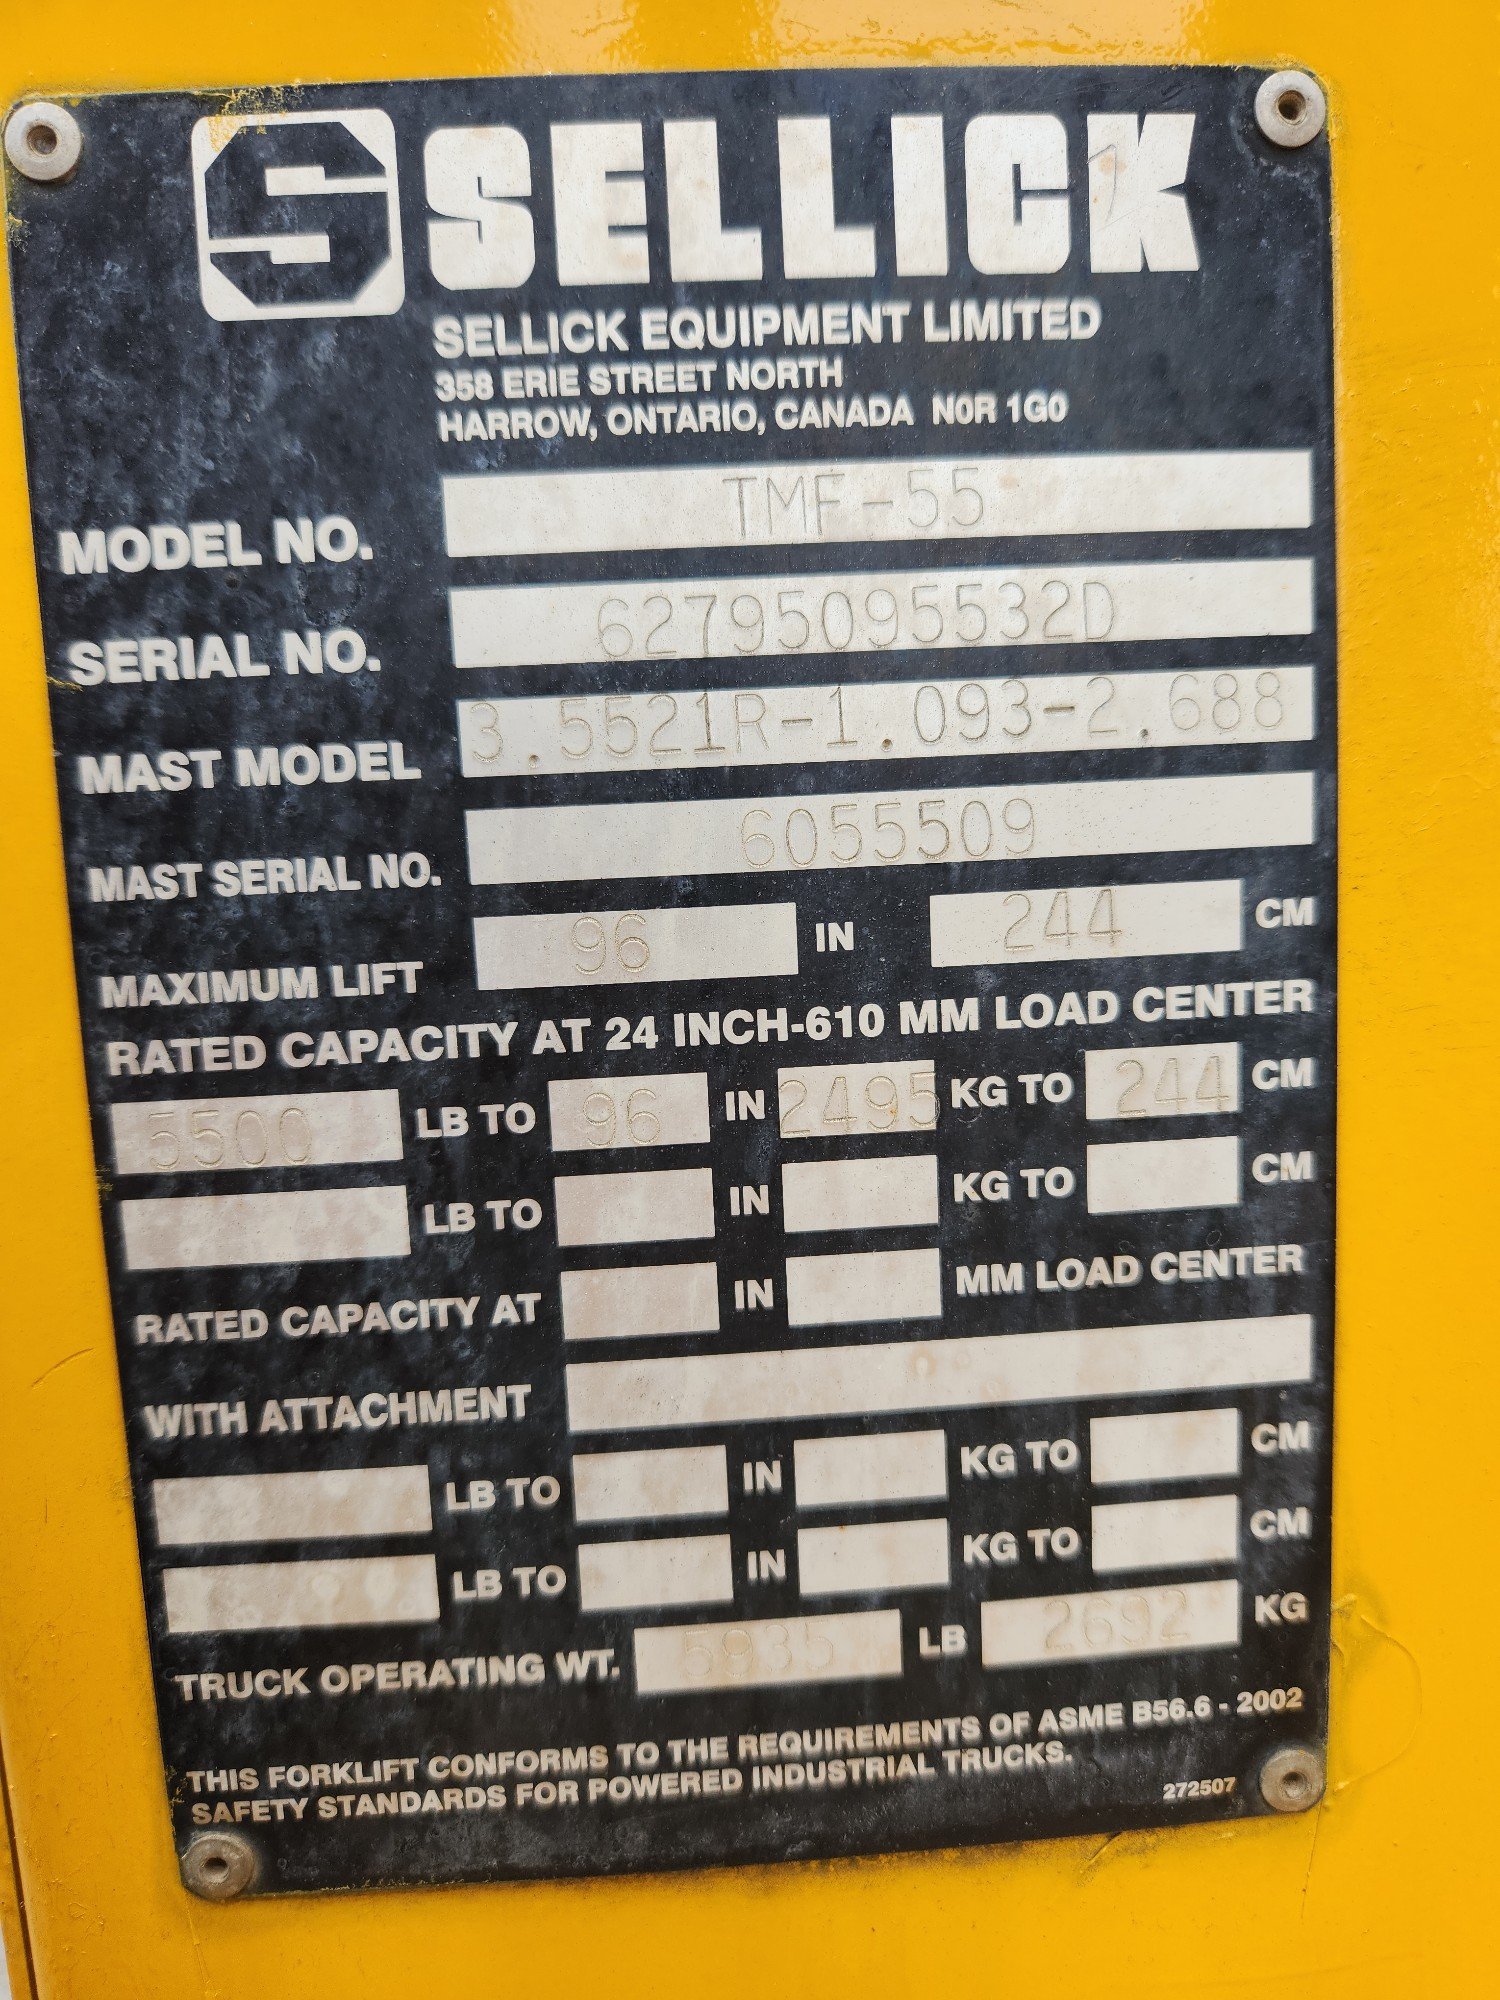 S SELLICK
SELLICK EQUIPMENT LIMITED
358 ERIE STREET NORTH
HARROW, ONTARIO, CANADA N0R 1G0
MODEL NO. TMF-55
SERIAL NO. 62795095532D
MAST MODEL 3.5521R-1.093-2.688
MAST SERIAL NO. 6055509
MAXIMUM LIFT 96 IN 244 CM
RATED CAPACITY AT 24 INCH-610 MM LOAD CENTER
5500 LB TO 96 IN 2495 KG TO 244 CM
LB TO IN KG TO CM
RATED CAPACITY AT IN MM LOAD CENTER
WITH ATTACHMENT
LB TO IN KG TO CM
LB TO IN KG TO CM
TRUCK OPERATING WT. 5935 LB 2692 KG
THIS FORKLIFT CONFORMS TO THE REQUIREMENTS OF ASME B56.6 - 2002
SAFETY STANDARDS FOR POWERED INDUSTRIAL TRUCKS.
272507